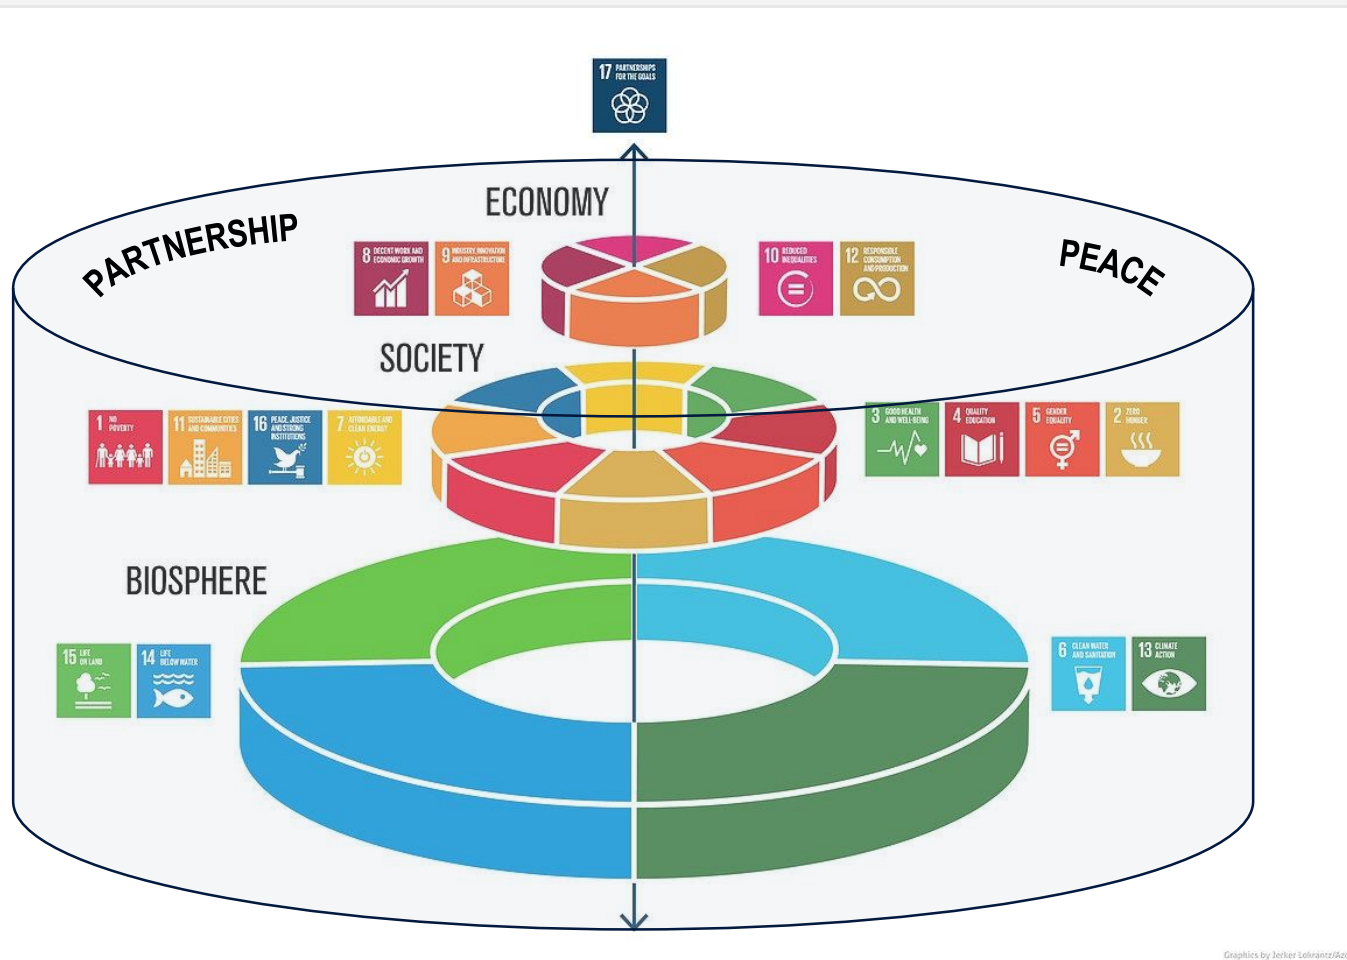 17 PARTNERSHIPS
FOR THE GOALS
ECONOMY
PARTNERSHIP
PEACE
8 DECENT WORK AND
ECONOMIC GROWTH
9 INDUSTRY, INNOVATION
AND INFRASTRUCTURE
10 REDUCED
INEQUALITIES
12 RESPONSIBLE
CONSUMPTION
AND PRODUCTION
SOCIETY
1 NO
POVERTY
11 SUSTAINABLE CITIES
AND COMMUNITIES
16 PEACE, JUSTICE
AND STRONG
INSTITUTIONS
7 AFFORDABLE AND
CLEAN ENERGY
3 GOOD HEALTH
AND WELL-BEING
4 QUALITY
EDUCATION
5 GENDER
EQUALITY
2 ZERO
HUNGER
BIOSPHERE
15 LIFE
ON LAND
14 LIFE
BELOW WATER
6 CLEAN WATER
AND SANITATION
13 CLIMATE
ACTION
Graphics by Jerker Lokrantz/Az